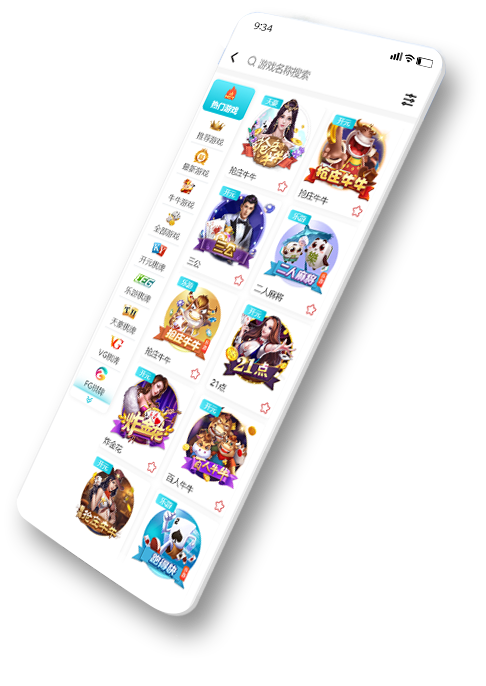 9:34
游戏名称搜索
热门游戏
推荐游戏
最新游戏
牛牛游戏
全部游戏
开元棋牌
乐游棋牌
天豪棋牌
VG棋牌
FG棋牌
KY
LEG
VG
抢庄牛牛
开元
抢庄牛牛
抢庄牛牛
开元
三公
三公
乐游
二人麻将
二人麻将
乐游
抢庄牛牛
抢庄牛牛
开元
21点
21点
开元
炸金花
炸金花
开元
百人牛牛
百人牛牛
开元
抢庄牛牛
乐游
跑得快